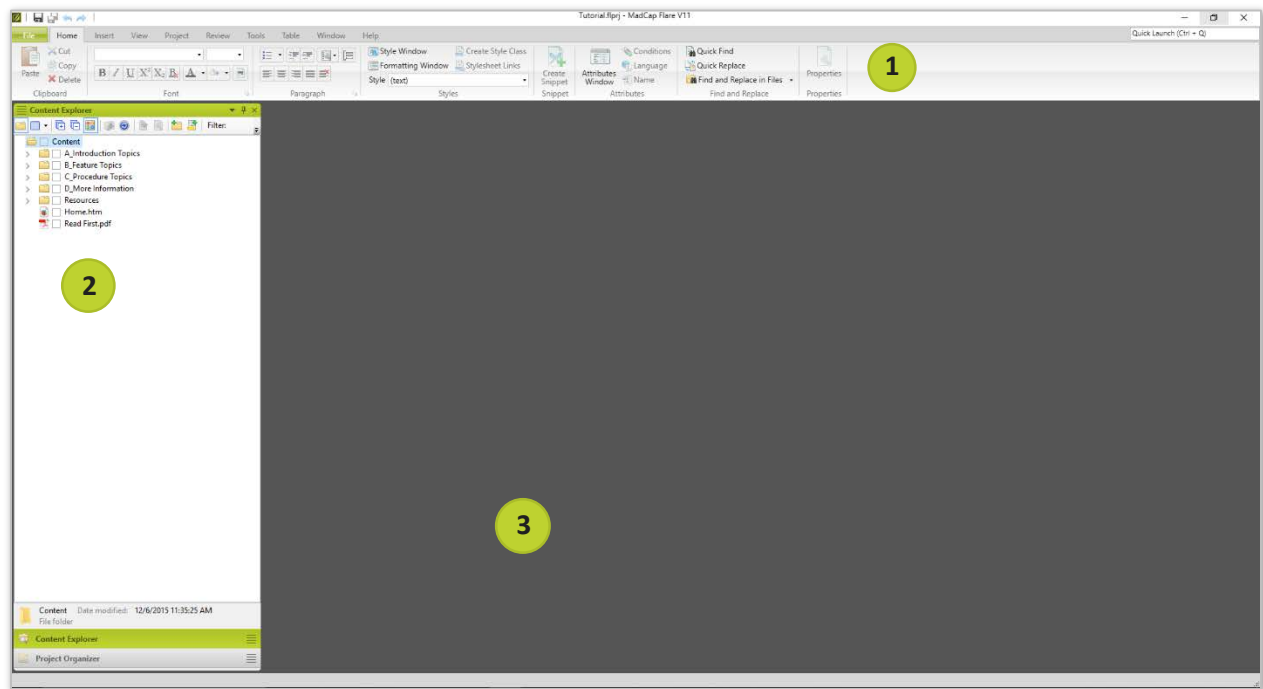 Tutorial.flprj - MadCap Flare V11
File Home Insert View Project Review Tools Table Window Help Quick Launch (Ctrl + Q)
Paste
Cut
Copy
Delete
Clipboard
B I U X² X₂ B A
Font
Paragraph
Style Window Create Style Class
Formatting Window Stylesheet Links
Style (text)
Styles
Create Snippet
Snippet
Attributes Window
Conditions
Language
Name
Attributes
Quick Find
Quick Replace
Find and Replace in Files
Find and Replace
Properties
Properties
1
Content Explorer
Filter:
Content
A_Introduction Topics
B_Feature Topics
C_Procedure Topics
D_More Information
Resources
Home.htm
Read First.pdf
2
3
Content Date modified: 12/6/2015 11:35:25 AM
File folder
Content Explorer
Project Organizer